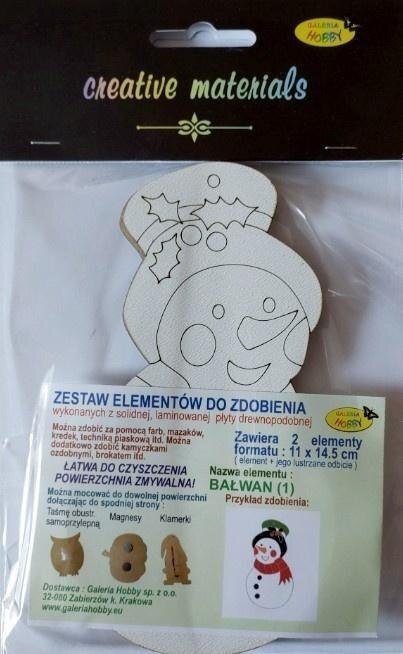 GALERIA
HOBBY
creative materials
ZESTAW ELEMENTÓW DO ZDOBIENIA
wykonanych z solidnej, laminowanej płyty drewnopodobnej
GALERIA
HOBBY
Można zdobić za pomocą farb, mazaków,
kredek, techniką piaskową itd. Można
dodatkowo zdobić kamyczkami
ozdobnymi, brokatem itd.
ŁATWA DO CZYSZCZENIA
POWIERZCHNIA ZMYWALNA!
Można mocować do dowolnej powierzchni
dołączając do spodniej strony :
Taśmę obustr.
samoprzylepną
Magnesy
Klamerki
Zawiera 2 elementy
formatu : 11 x 14.5 cm
( element + jego lustrzane odbicie )
Nazwa elementu :
BAŁWAN (1)
Przykład zdobienia:
Dostawca : Galeria Hobby sp. z o.o.
32-080 Zabierzów k. Krakowa
www.galeriahobby.eu